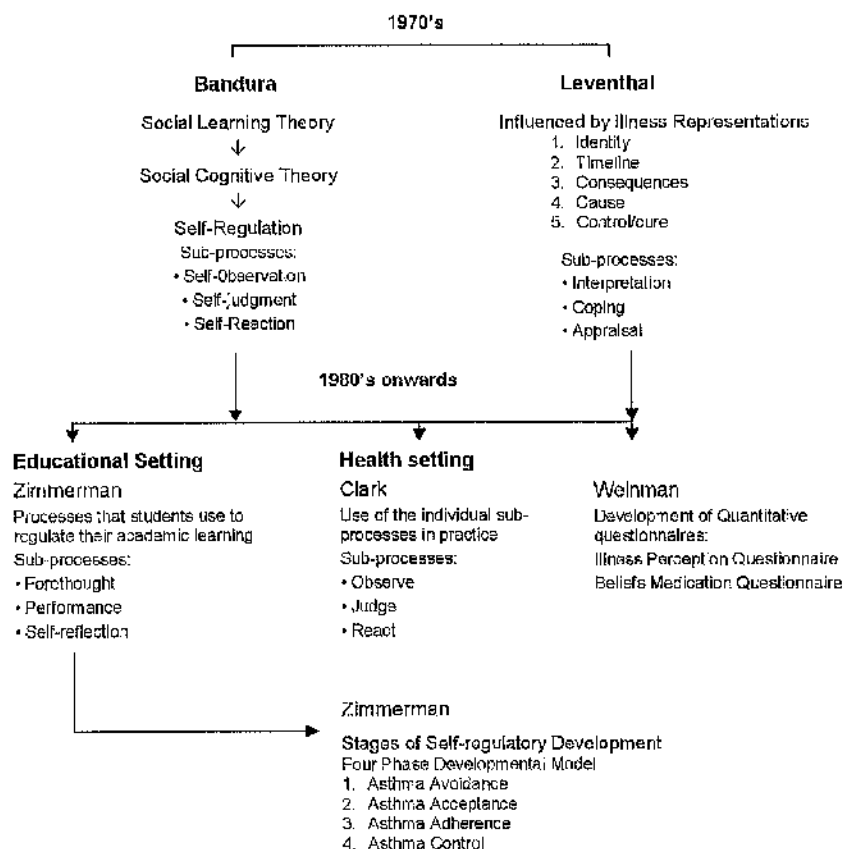 1970's
Bandura
Social Learning Theory
Social Cognitive Theory
Self-Regulation
Sub-processes:
• Self-Observation
• Self-judgment
• Self-Reaction
Leventhal
Influenced by Illness Representations
1. Identity
2. Timeline
3. Consequences
4. Cause
5. Control/cure
Sub-processes:
• Interpretation
• Coping
• Appraisal
1980's onwards
Educational Setting
Zimmerman
Processes that students use to
regulate their academic learning
Sub-processes:
• Forethought
• Performance
• Self-reflection
Health setting
Clark
Use of the individual sub-
processes in practice
Sub-processes:
• Observe
• Judge
• React
Weinman
Development of Quantitative
questionnaires:
Illness Perception Questionnaire
Beliefs Medication Questionnaire
Zimmerman
Stages of Self-regulatory Development
Four Phase Developmental Model
1. Asthma Avoidance
2. Asthma Acceptance
3. Asthma Adherence
4. Asthma Control